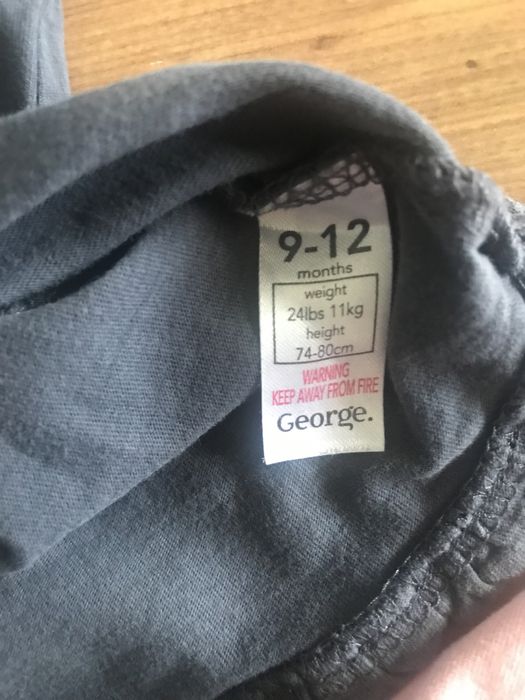 9-12
months
weight
24lbs 11kg
height
74-80cm
WARNING
KEEP AWAY FROM FIRE
George.